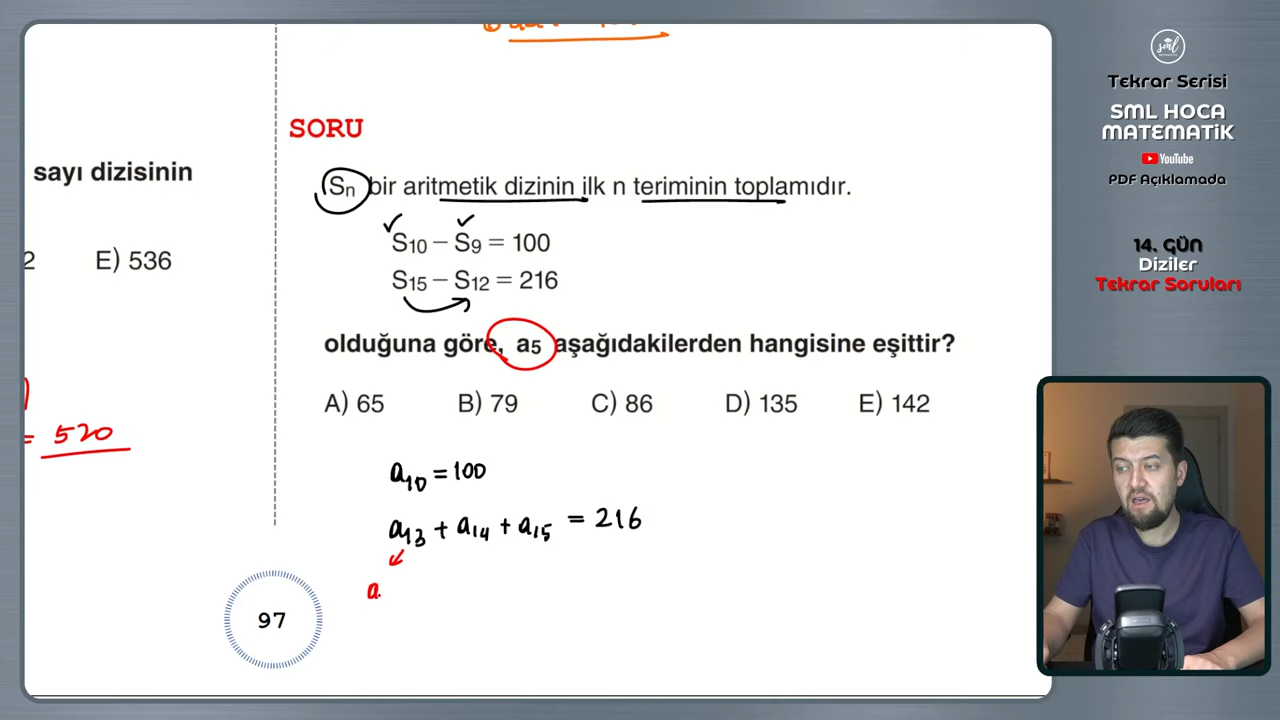 SORU
sayı dizisinin
2 E) 536
= 520
Sn bir aritmetik dizinin ilk n teriminin toplamıdır.
S10 − S9 = 100
S15 − S12 = 216
olduğuna göre, a5 aşağıdakilerden hangisine eşittir?
A) 65 B) 79 C) 86 D) 135 E) 142
a10 = 100
a13 + a14 + a15 = 216
a
97
sml
Tekrar Serisi
SML HOCA
MATEMATİK
YouTube
PDF Açıklamada
14. GÜN
Diziler
Tekrar Soruları